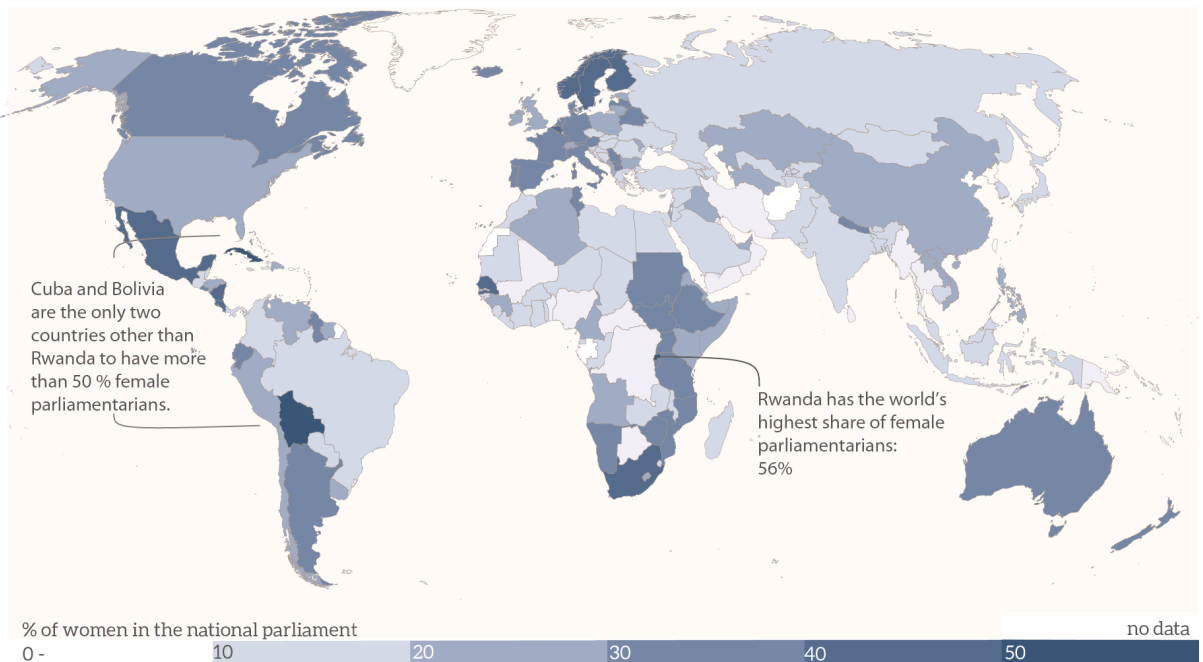 Cuba and Bolivia
are the only two
countries other than
Rwanda to have more
than 50 % female
parliamentarians.
Rwanda has the world's
highest share of female
parliamentarians:
56%
% of women in the national parliament
no data
0 - 10 20 30 40 50